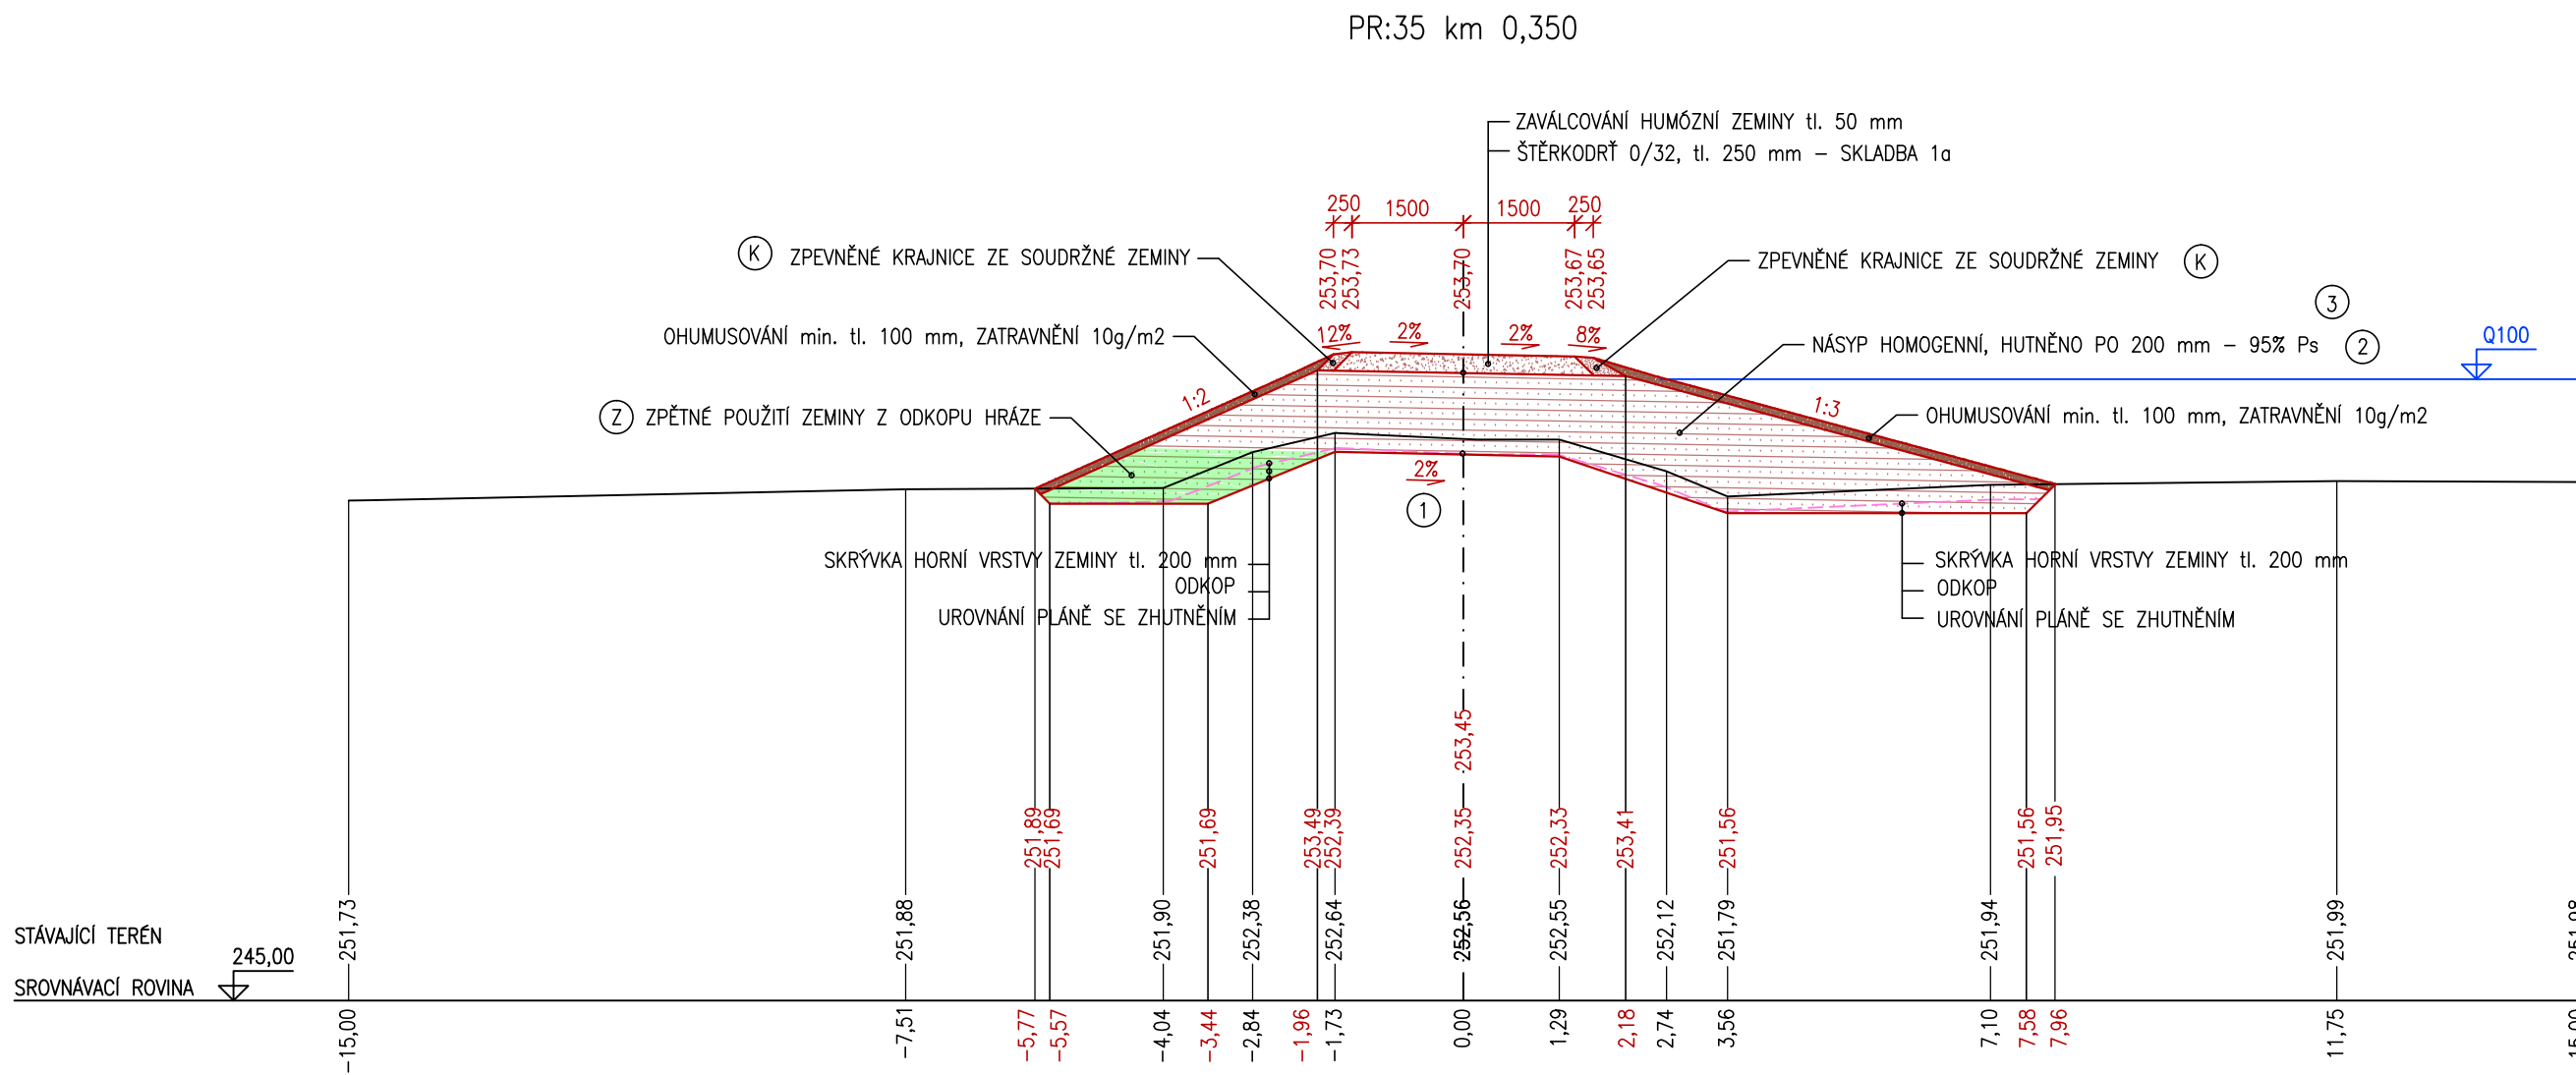 PR:35 km 0,350
ZAVÁLCOVÁNÍ HUMÓZNÍ ZEMINY tl. 50 mm
ŠTĚRKODRŤ 0/32, tl. 250 mm – SKLADBA 1a
250 1500 1500 250
K ZPEVNĚNÉ KRAJNICE ZE SOUDRŽNÉ ZEMINY
253,70 253,73 253,70 253,67 253,65
ZPEVNĚNÉ KRAJNICE ZE SOUDRŽNÉ ZEMINY K
3
OHUMUSOVÁNÍ min. tl. 100 mm, ZATRAVNĚNÍ 10g/m2
12% 2% 2% 8%
NÁSYP HOMOGENNÍ, HUTNĚNO PO 200 mm – 95% Ps 2
Q100
1:2
1:3
Z ZPĚTNÉ POUŽITÍ ZEMINY Z ODKOPU HRÁZE
OHUMUSOVÁNÍ min. tl. 100 mm, ZATRAVNĚNÍ 10g/m2
2%
1
SKRÝVKA HORNÍ VRSTVY ZEMINY tl. 200 mm
ODKOP
UROVNÁNÍ PLÁNĚ SE ZHUTNĚNÍM
SKRÝVKA HORNÍ VRSTVY ZEMINY tl. 200 mm
ODKOP
UROVNÁNÍ PLÁNĚ SE ZHUTNĚNÍM
253,45
251,89 251,69 251,69 253,49 252,39 252,35 252,33 253,41 251,56 251,56 251,95
251,73 251,88 251,90 252,38 252,64 252,56 252,55 252,12 251,79 251,94 251,99 251,98
STÁVAJÍCÍ TERÉN
245,00
SROVNÁVACÍ ROVINA
–15,00 –7,51 –5,77 –5,57 –4,04 –3,44 –2,84 –1,96 –1,73 0,00 1,29 2,18 2,74 3,56 7,10 7,58 7,96 11,75 15,00